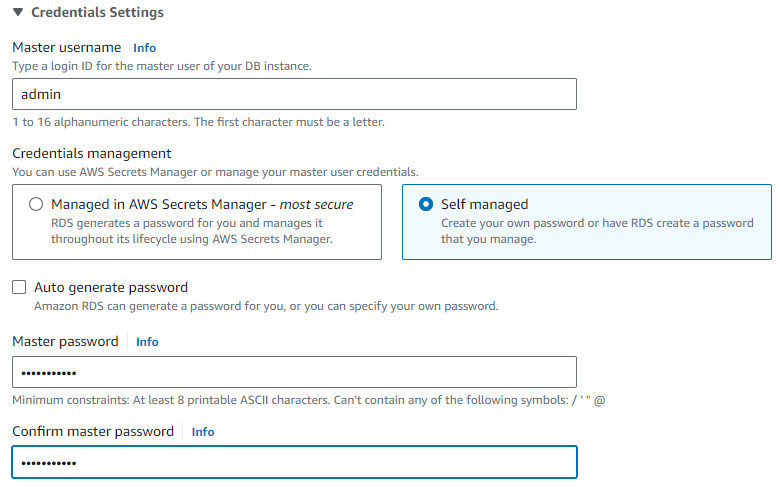 Credentials Settings
Master username Info
Type a login ID for the master user of your DB instance.
admin
1 to 16 alphanumeric characters. The first character must be a letter.
Credentials management
You can use AWS Secrets Manager or manage your master user credentials.
Managed in AWS Secrets Manager - most secure
RDS generates a password for you and manages it
throughout its lifecycle using AWS Secrets Manager.
Self managed
Create your own password or have RDS create a password
that you manage.
Auto generate password
Amazon RDS can generate a password for you, or you can specify your own password.
Master password Info
•••••••••••
Minimum constraints: At least 8 printable ASCII characters. Can't contain any of the following symbols: / ' " @
Confirm master password Info
•••••••••••